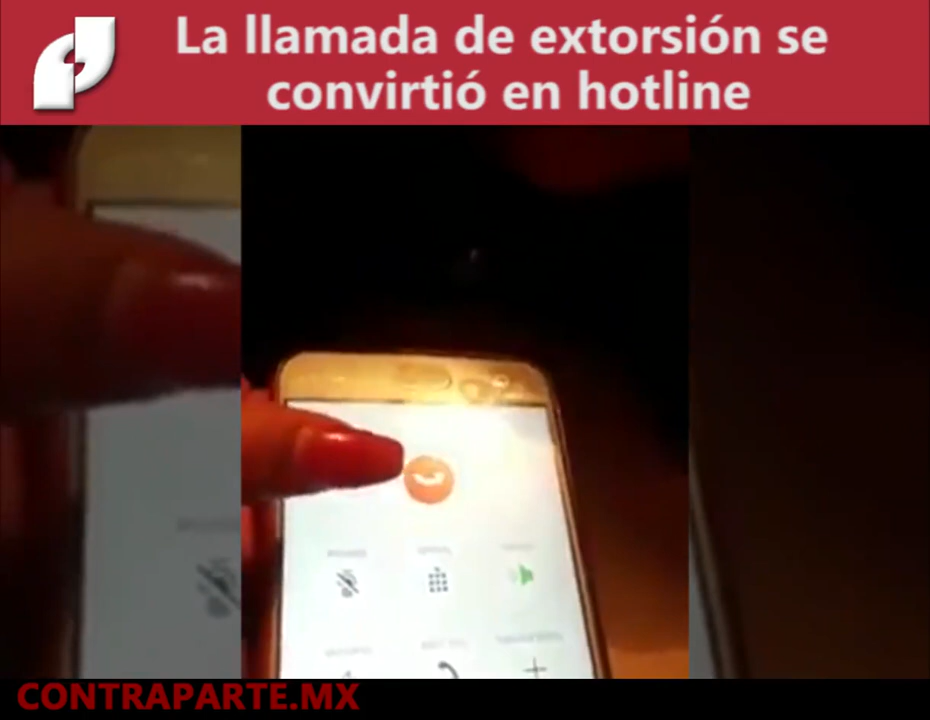 La llamada de extorsión se
convirtió en hotline
CONTRAPARTE.MX